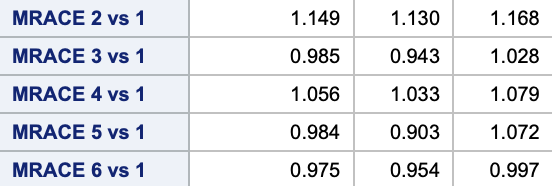 MRACE 2 vs 1 1.149 1.130 1.168
MRACE 3 vs 1 0.985 0.943 1.028
MRACE 4 vs 1 1.056 1.033 1.079
MRACE 5 vs 1 0.984 0.903 1.072
MRACE 6 vs 1 0.975 0.954 0.997